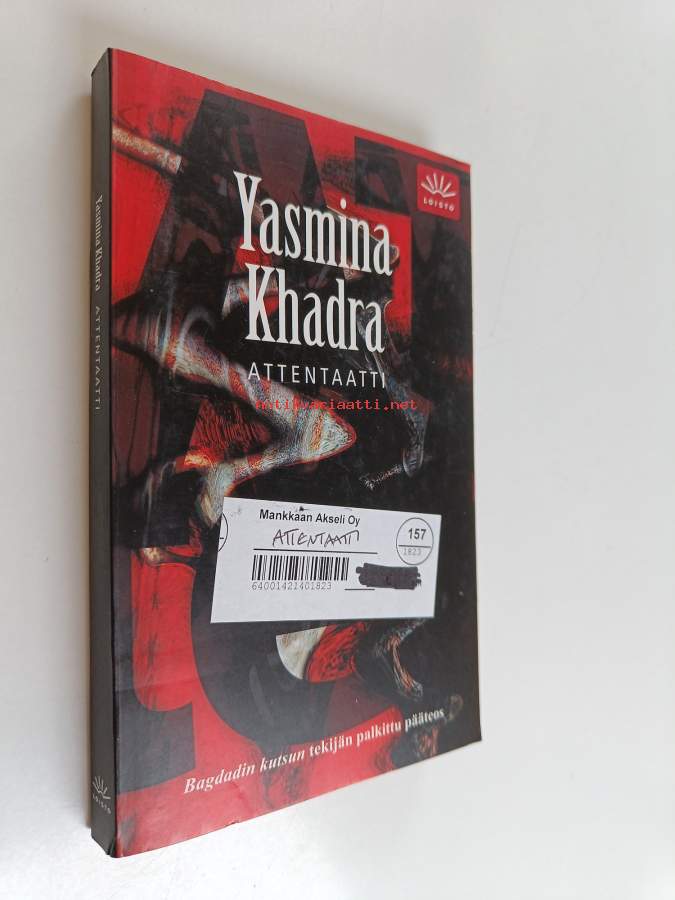 LOISTO
Yasmina
Khadra
ATTENTAATTI
antikvariaatti.net
Mankkaan Akseli Oy
ATTENTAATTI
157
1823
64001421401823
Bagdadin kutsun tekijän palkittu pääteos
Yasmina Khadra ATTENTAATTI
LOISTO